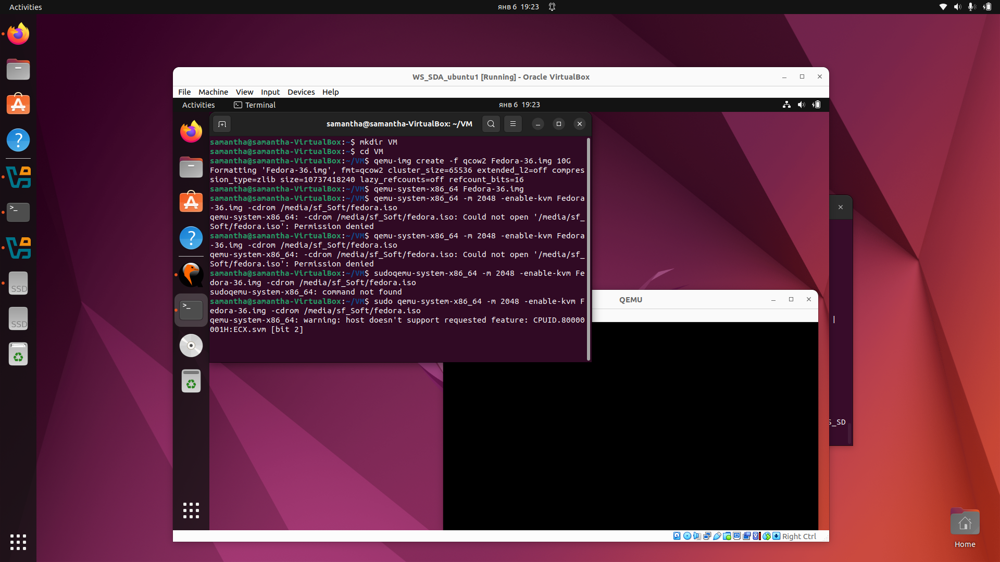 Activities
янв 6 19:23
WS_SDA_ubuntu1 [Running] - Oracle VirtualBox
File Machine View Input Devices Help
Activities Terminal янв 6 19:23
samantha@samantha-VirtualBox: ~/VM
samantha@samantha-VirtualBox:~$ mkdir VM
samantha@samantha-VirtualBox:~$ cd VM
samantha@samantha-VirtualBox:~/VM$ qemu-img create -f qcow2 Fedora-36.img 10G
Formatting 'Fedora-36.img', fmt=qcow2 cluster_size=65536 extended_l2=off compres
sion_type=zlib size=10737418240 lazy_refcounts=off refcount_bits=16
samantha@samantha-VirtualBox:~/VM$ qemu-system-x86_64 Fedora-36.img
samantha@samantha-VirtualBox:~/VM$ qemu-system-x86_64 -m 2048 -enable-kvm Fedora
-36.img -cdrom /media/sf_Soft/fedora.iso
qemu-system-x86_64: -cdrom /media/sf_Soft/fedora.iso: Could not open '/media/sf_
Soft/fedora.iso': Permission denied
samantha@samantha-VirtualBox:~/VM$ qemu-system-x86_64 -m 2048 -enable-kvm Fedora
-36.img -cdrom /media/sf_Soft/fedora.iso
qemu-system-x86_64: -cdrom /media/sf_Soft/fedora.iso: Could not open '/media/sf_
Soft/fedora.iso': Permission denied
samantha@samantha-VirtualBox:~/VM$ sudoqemu-system-x86_64 -m 2048 -enable-kvm Fe
dora-36.img -cdrom /media/sf_Soft/fedora.iso
sudoqemu-system-x86_64: command not found
samantha@samantha-VirtualBox:~/VM$ sudo qemu-system-x86_64 -m 2048 -enable-kvm F
edora-36.img -cdrom /media/sf_Soft/fedora.iso
qemu-system-x86_64: warning: host doesn't support requested feature: CPUID.80000
001H:ECX.svm [bit 2]
QEMU
|
S_SD
SSD
SSD
Right Ctrl
Home